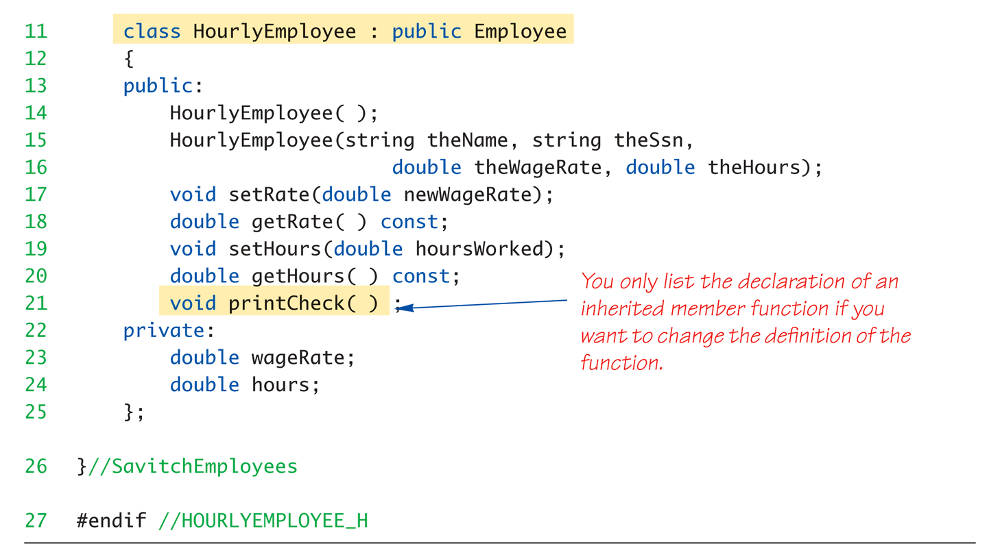 11 class HourlyEmployee : public Employee
12 {
13 public:
14 HourlyEmployee( );
15 HourlyEmployee(string theName, string theSsn,
16 double theWageRate, double theHours);
17 void setRate(double newWageRate);
18 double getRate( ) const;
19 void setHours(double hoursWorked);
20 double getHours( ) const;
21 void printCheck( ) ;
You only list the declaration of an
inherited member function if you
want to change the definition of the
function.
22 private:
23 double wageRate;
24 double hours;
25 };
26 }//SavitchEmployees
27 #endif //HOURLYEMPLOYEE_H